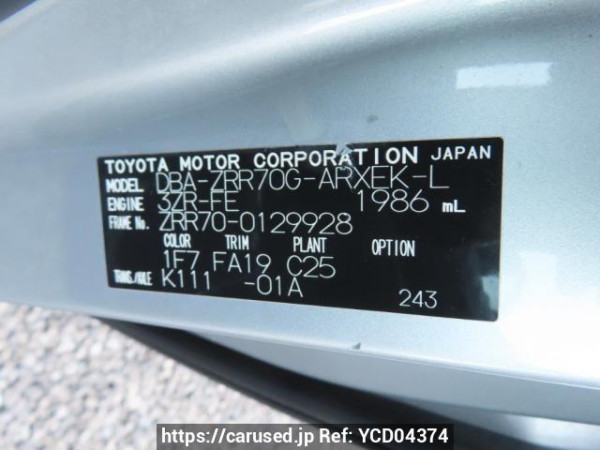 TOYOTA MOTOR CORPORATION JAPAN
MODEL DBA-ZRR70G-ARXEK-L
ENGINE 3ZR-FE 1986 mL
FRAME No. ZRR70-0129928
COLOR TRIM PLANT OPTION
1F7 FA19 C25
TRANS/AXLE K111 -01A
243
https://carused.jp Ref: YCD04374